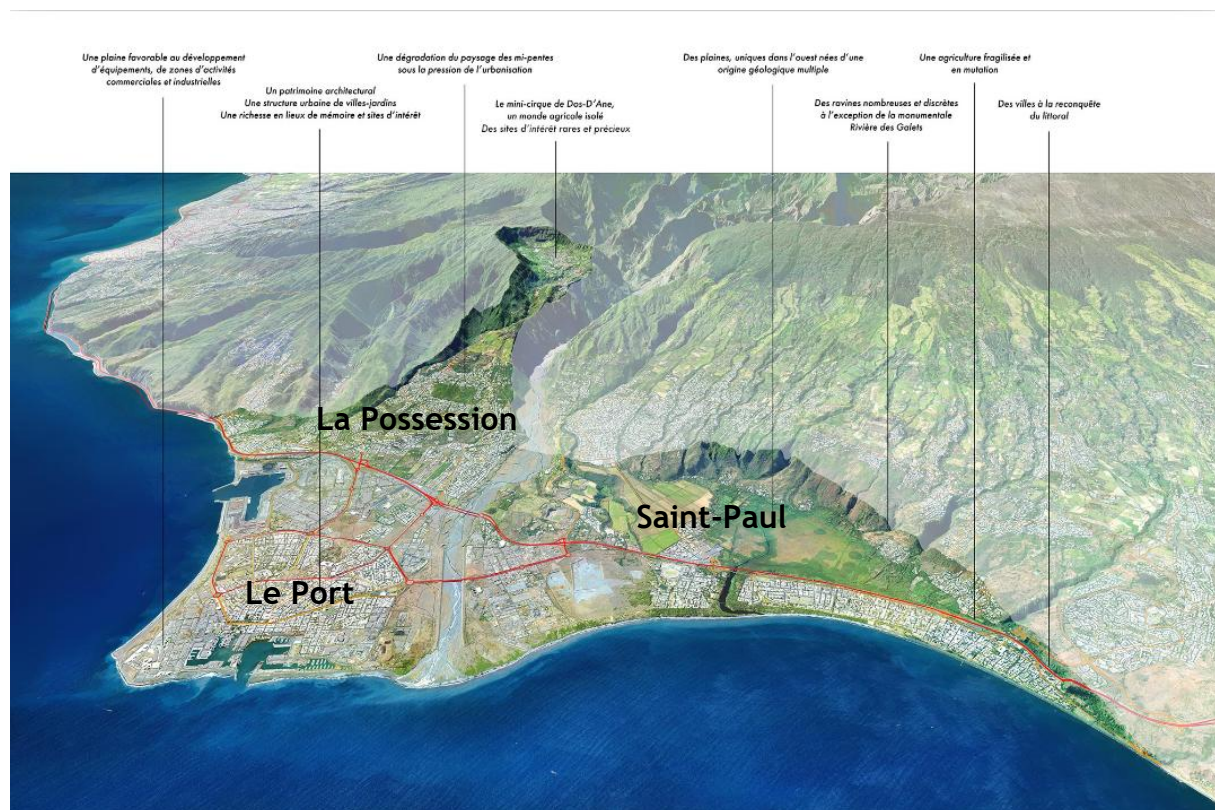 Une plaine favorable au développement
d'équipements, de zones d'activités
commerciales et industrielles
Un patrimoine architectural
Une structure urbaine de villes-jardins
Une richesse en lieux de mémoire et sites d'intérêt
Une dégradation du paysage des mi-pentes
sous la pression de l'urbanisation
Le mini-cirque de Dos-D'Ane,
un monde agricole isolé
Des sites d'intérêt rares et précieux
Des plaines, uniques dans l'ouest nées d'une
origine géologique multiple
Des ravines nombreuses et discrètes
à l'exception de la monumentale
Rivière des Galets
Une agriculture fragilisée et
en mutation
Des villes à la reconquête
du littoral
La Possession
Saint-Paul
Le Port